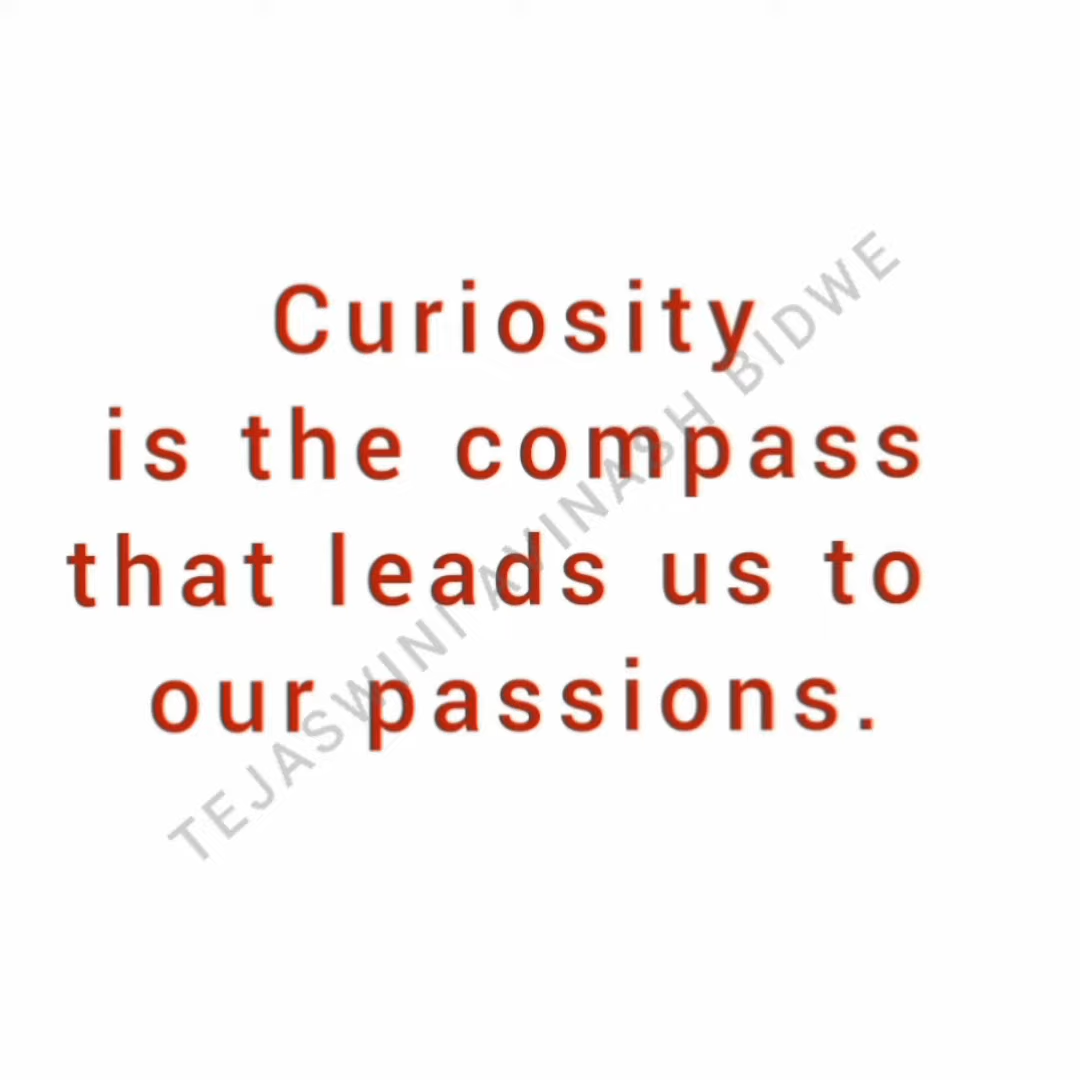 Curiosity
is the compass
that leads us to
our passions.
TEJASWINI AVINASH BIDWE